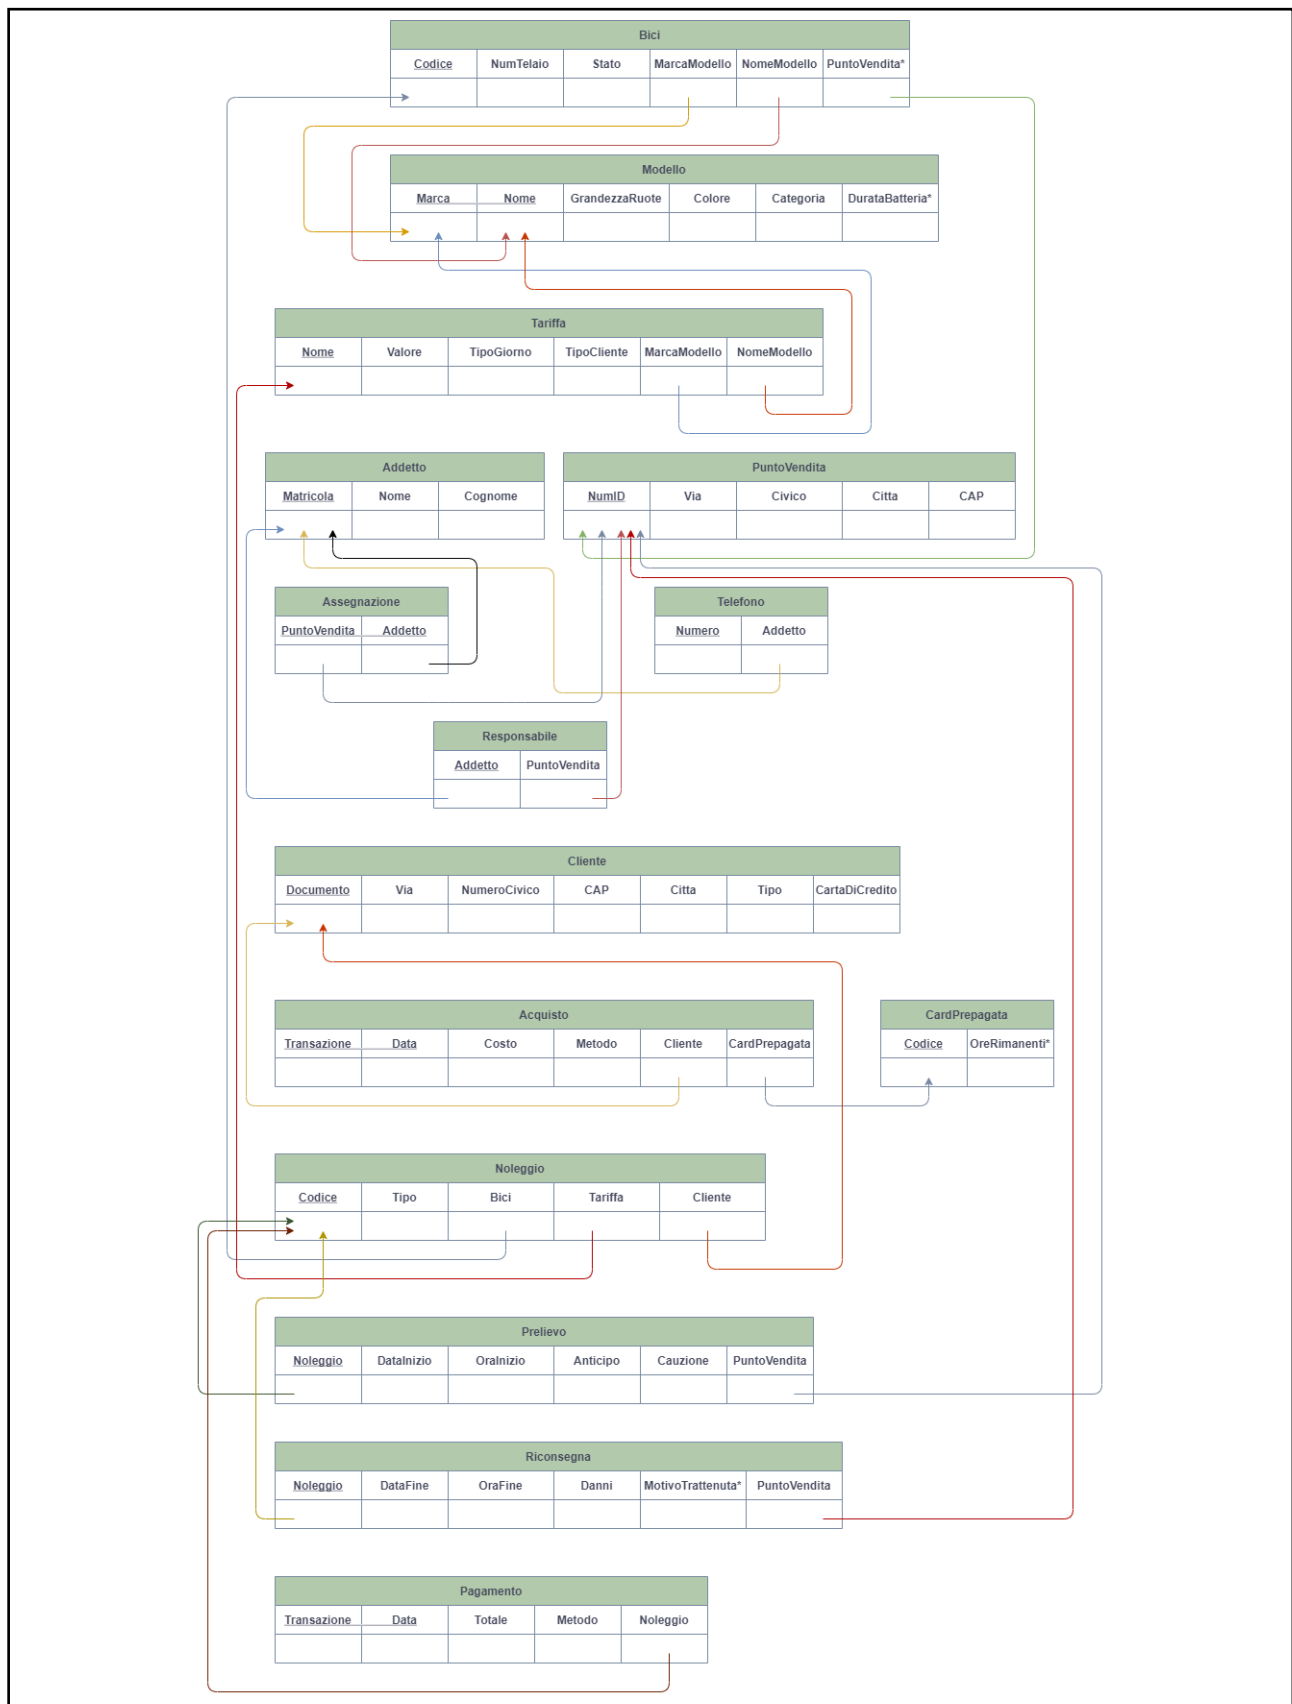 Bici
Codice NumTelaio Stato MarcaModello NomeModello PuntoVendita*
Modello
Marca Nome GrandezzaRuote Colore Categoria DurataBatteria*
Tariffa
Nome Valore TipoGiorno TipoCliente MarcaModello NomeModello
Addetto
Matricola Nome Cognome
PuntoVendita
NumID Via Civico Citta CAP
Assegnazione
PuntoVendita Addetto
Telefono
Numero Addetto
Responsabile
Addetto PuntoVendita
Cliente
Documento Via NumeroCivico CAP Citta Tipo CartaDiCredito
Acquisto
Transazione Data Costo Metodo Cliente CardPrepagata
CardPrepagata
Codice OreRimanenti*
Noleggio
Codice Tipo Bici Tariffa Cliente
Prelievo
Noleggio DataInizio OraInizio Anticipo Cauzione PuntoVendita
Riconsegna
Noleggio DataFine OraFine Danni MotivoTrattenuta* PuntoVendita
Pagamento
Transazione Data Totale Metodo Noleggio